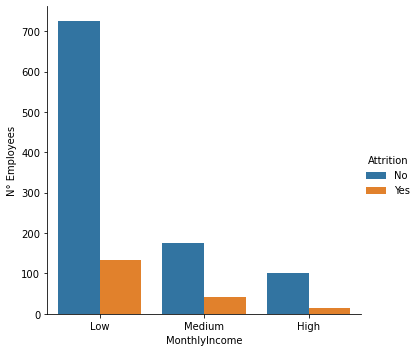 700
600
500
400
300
200
100
0
N° Employees
Low Medium High
MonthlyIncome
Attrition
No
Yes